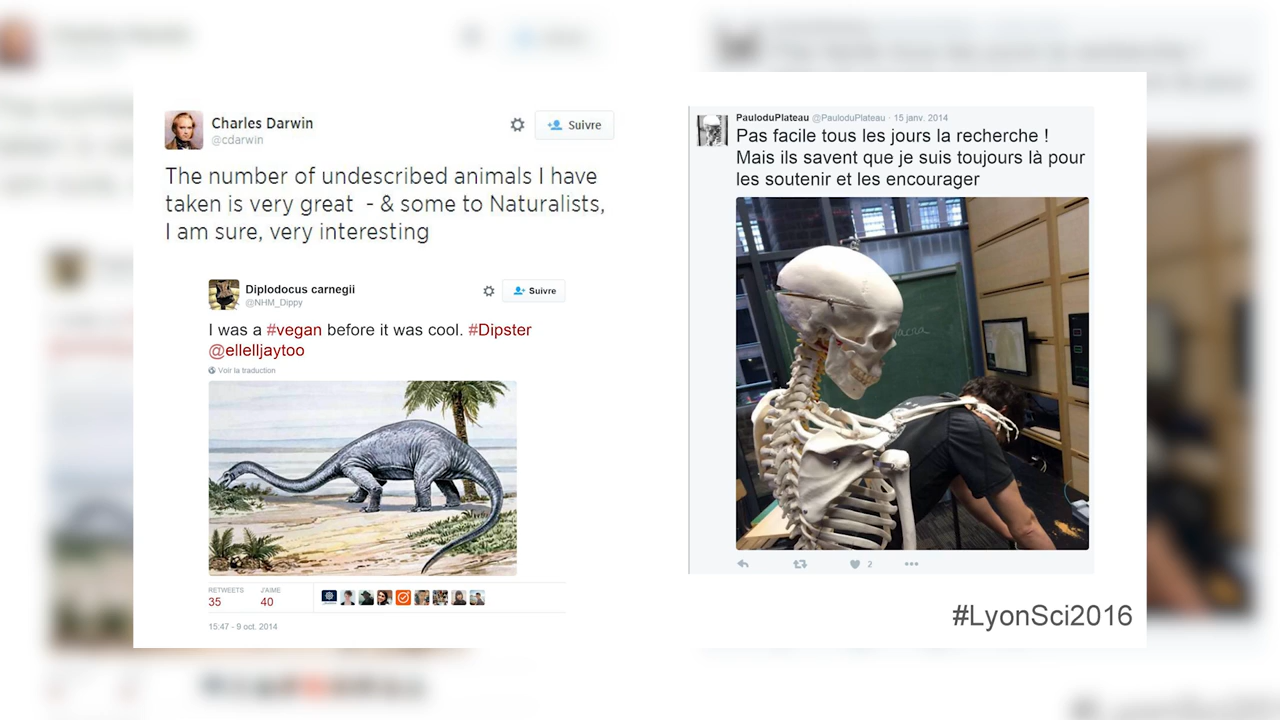 Charles Darwin
@cdarwin
Suivre
The number of undescribed animals I have
taken is very great - & some to Naturalists,
I am sure, very interesting
Diplodocus carnegii
@NHM_Dippy
Suivre
I was a #vegan before it was cool. #Dipster
@ellelljaytoo
Voir la traduction
RETWEETS
35
J'AIME
40
15:47 - 9 oct. 2014
PauloduPlateau @PauloduPlateau · 15 janv. 2014
Pas facile tous les jours la recherche !
Mais ils savent que je suis toujours là pour
les soutenir et les encourager
2
#LyonSci2016